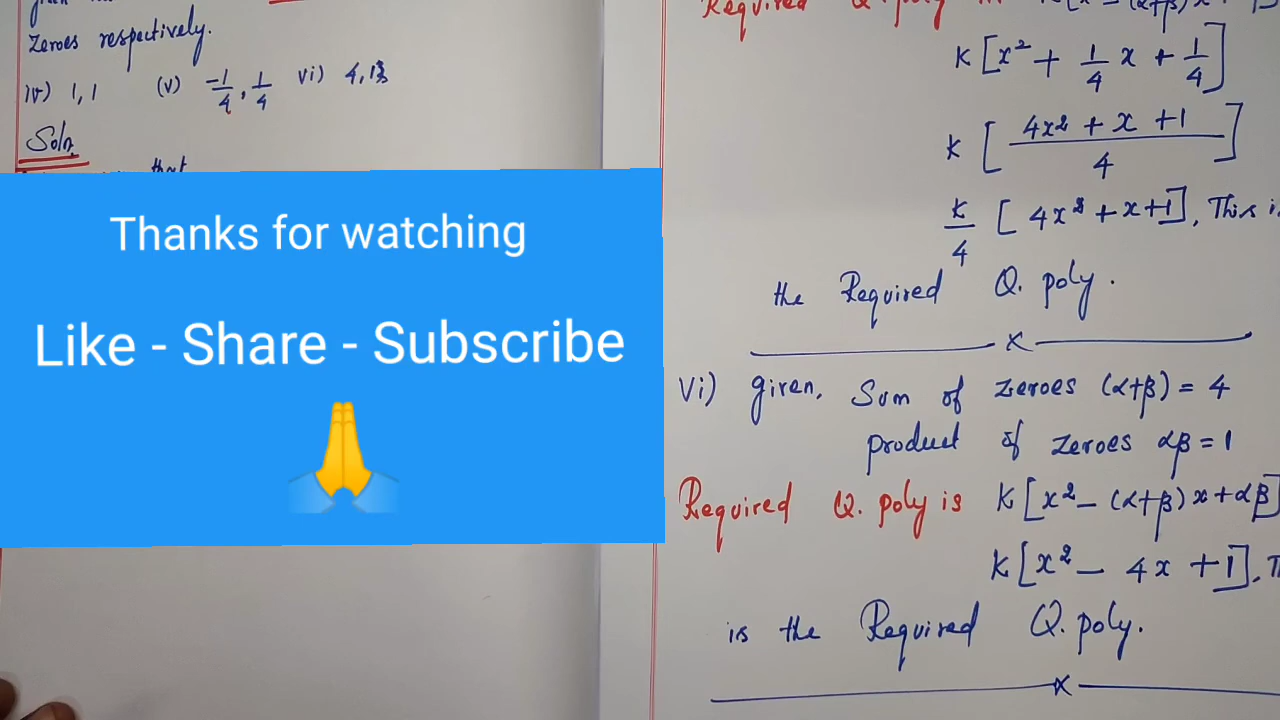 zeroes respectively.
iv) 1, 1 (v) -1/4, 1/4 vi) 4, 1
Soln.
that
Thanks for watching
Like - Share - Subscribe
🙏
Required Q. poly
K [x² + 1/4 x + 1/4]
K [ 4x² + x + 1 / 4 ]
K/4 [ 4x² + x + 1 ], This is
the Required Q. poly.
x
Vi) given, Sum of zeroes (α+β) = 4
product of zeroes αβ = 1
Required Q. poly is K [x² - (α+β) x + αβ]
K [x² - 4x + 1].
is the Required Q. poly.
x